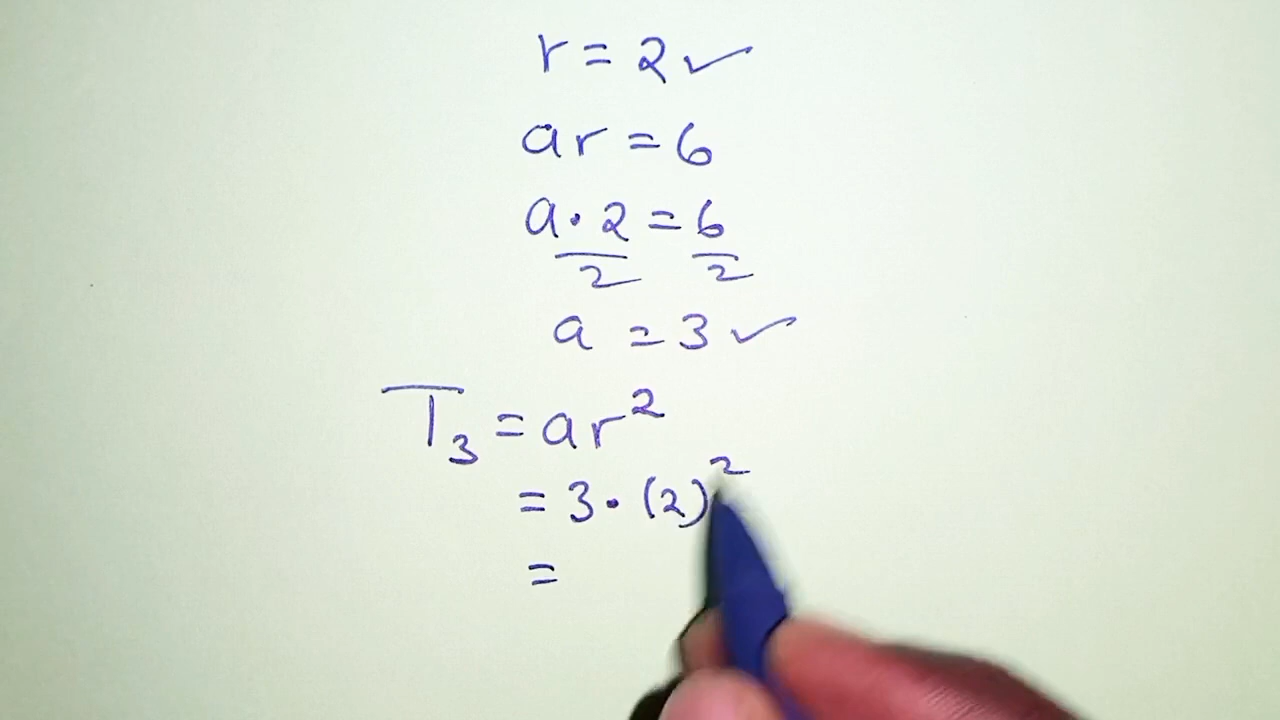 r = 2 ✓
ar = 6
a · 2 = 6
2 2
a = 3 ✓
T₃ = ar²
= 3 · (2)²
=